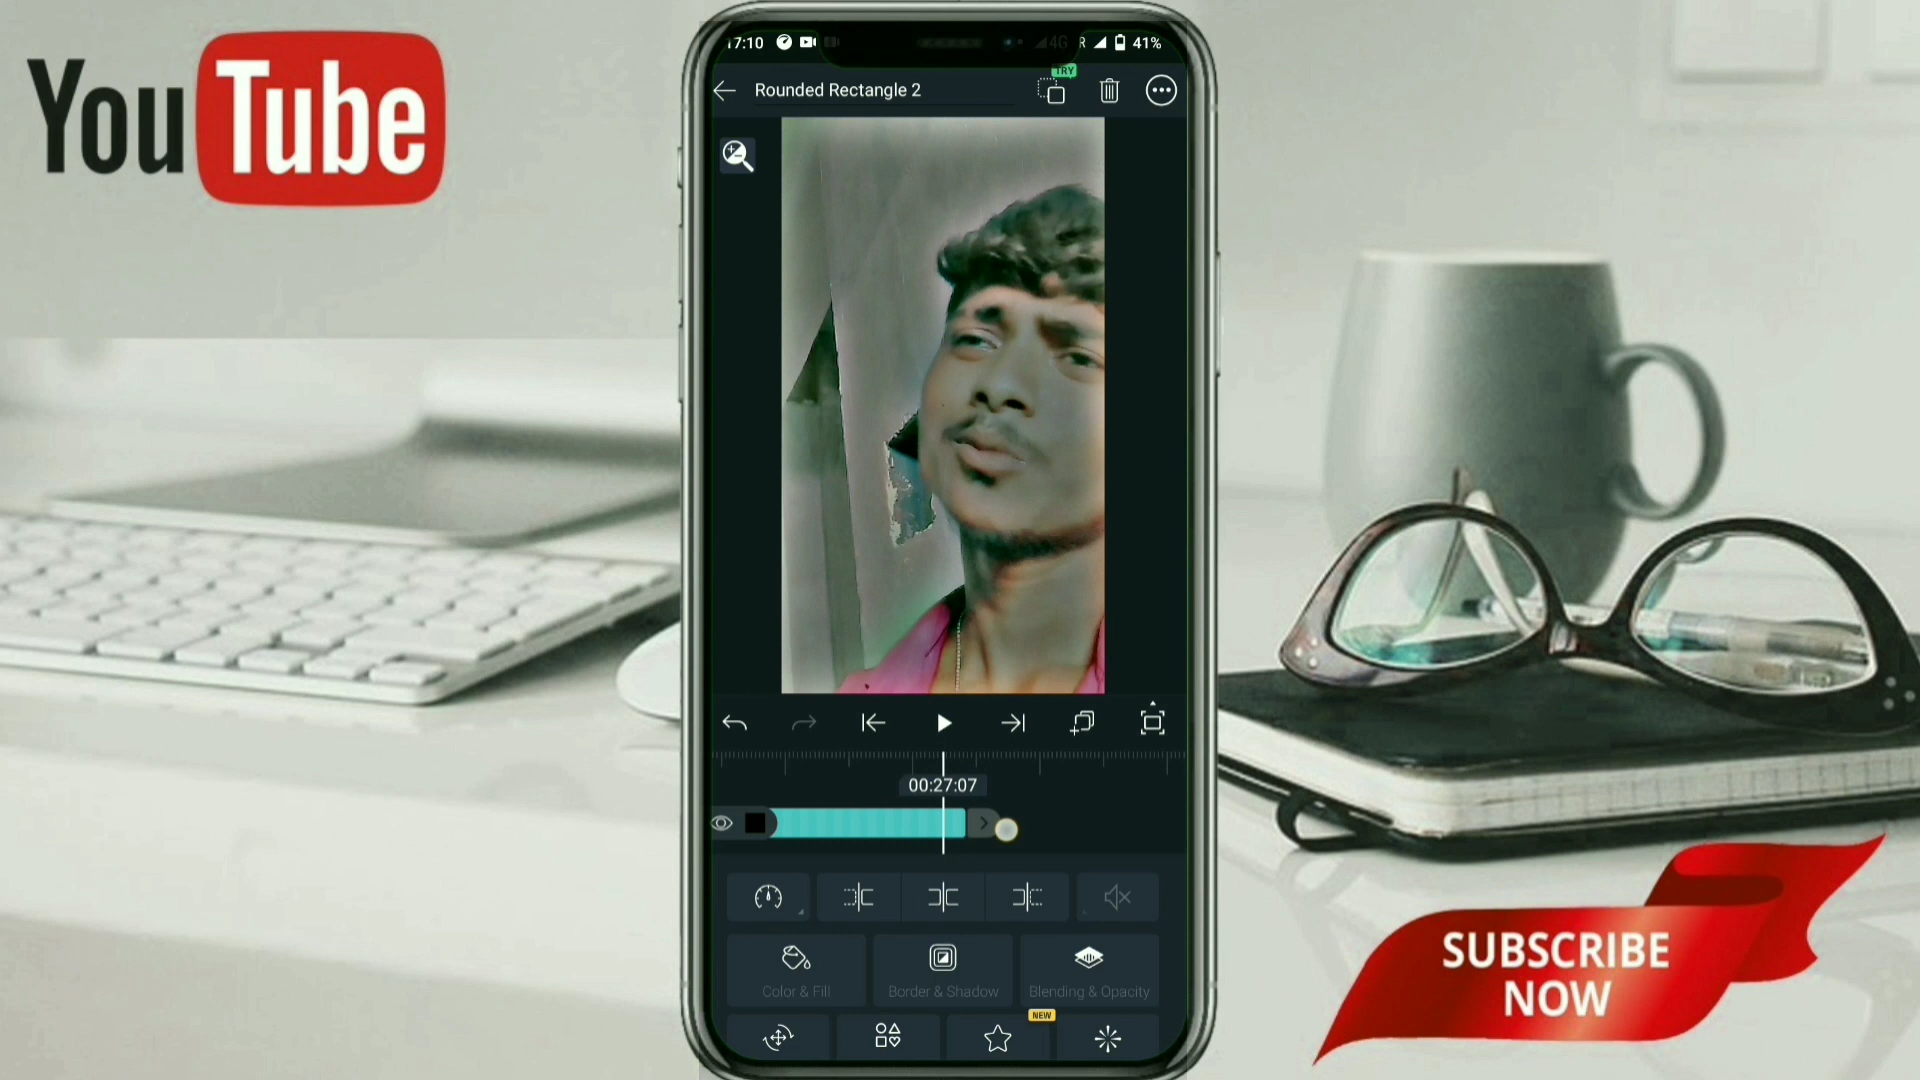 YouTube
17:10
4G
R
41%
TRY
Rounded Rectangle 2
00:27:07
Color & Fill
Border & Shadow
Blending & Opacity
NEW
SUBSCRIBE
NOW